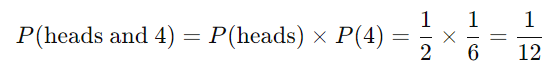 P(heads and 4) = P(heads) × P(4) = 1/2 × 1/6 = 1/12